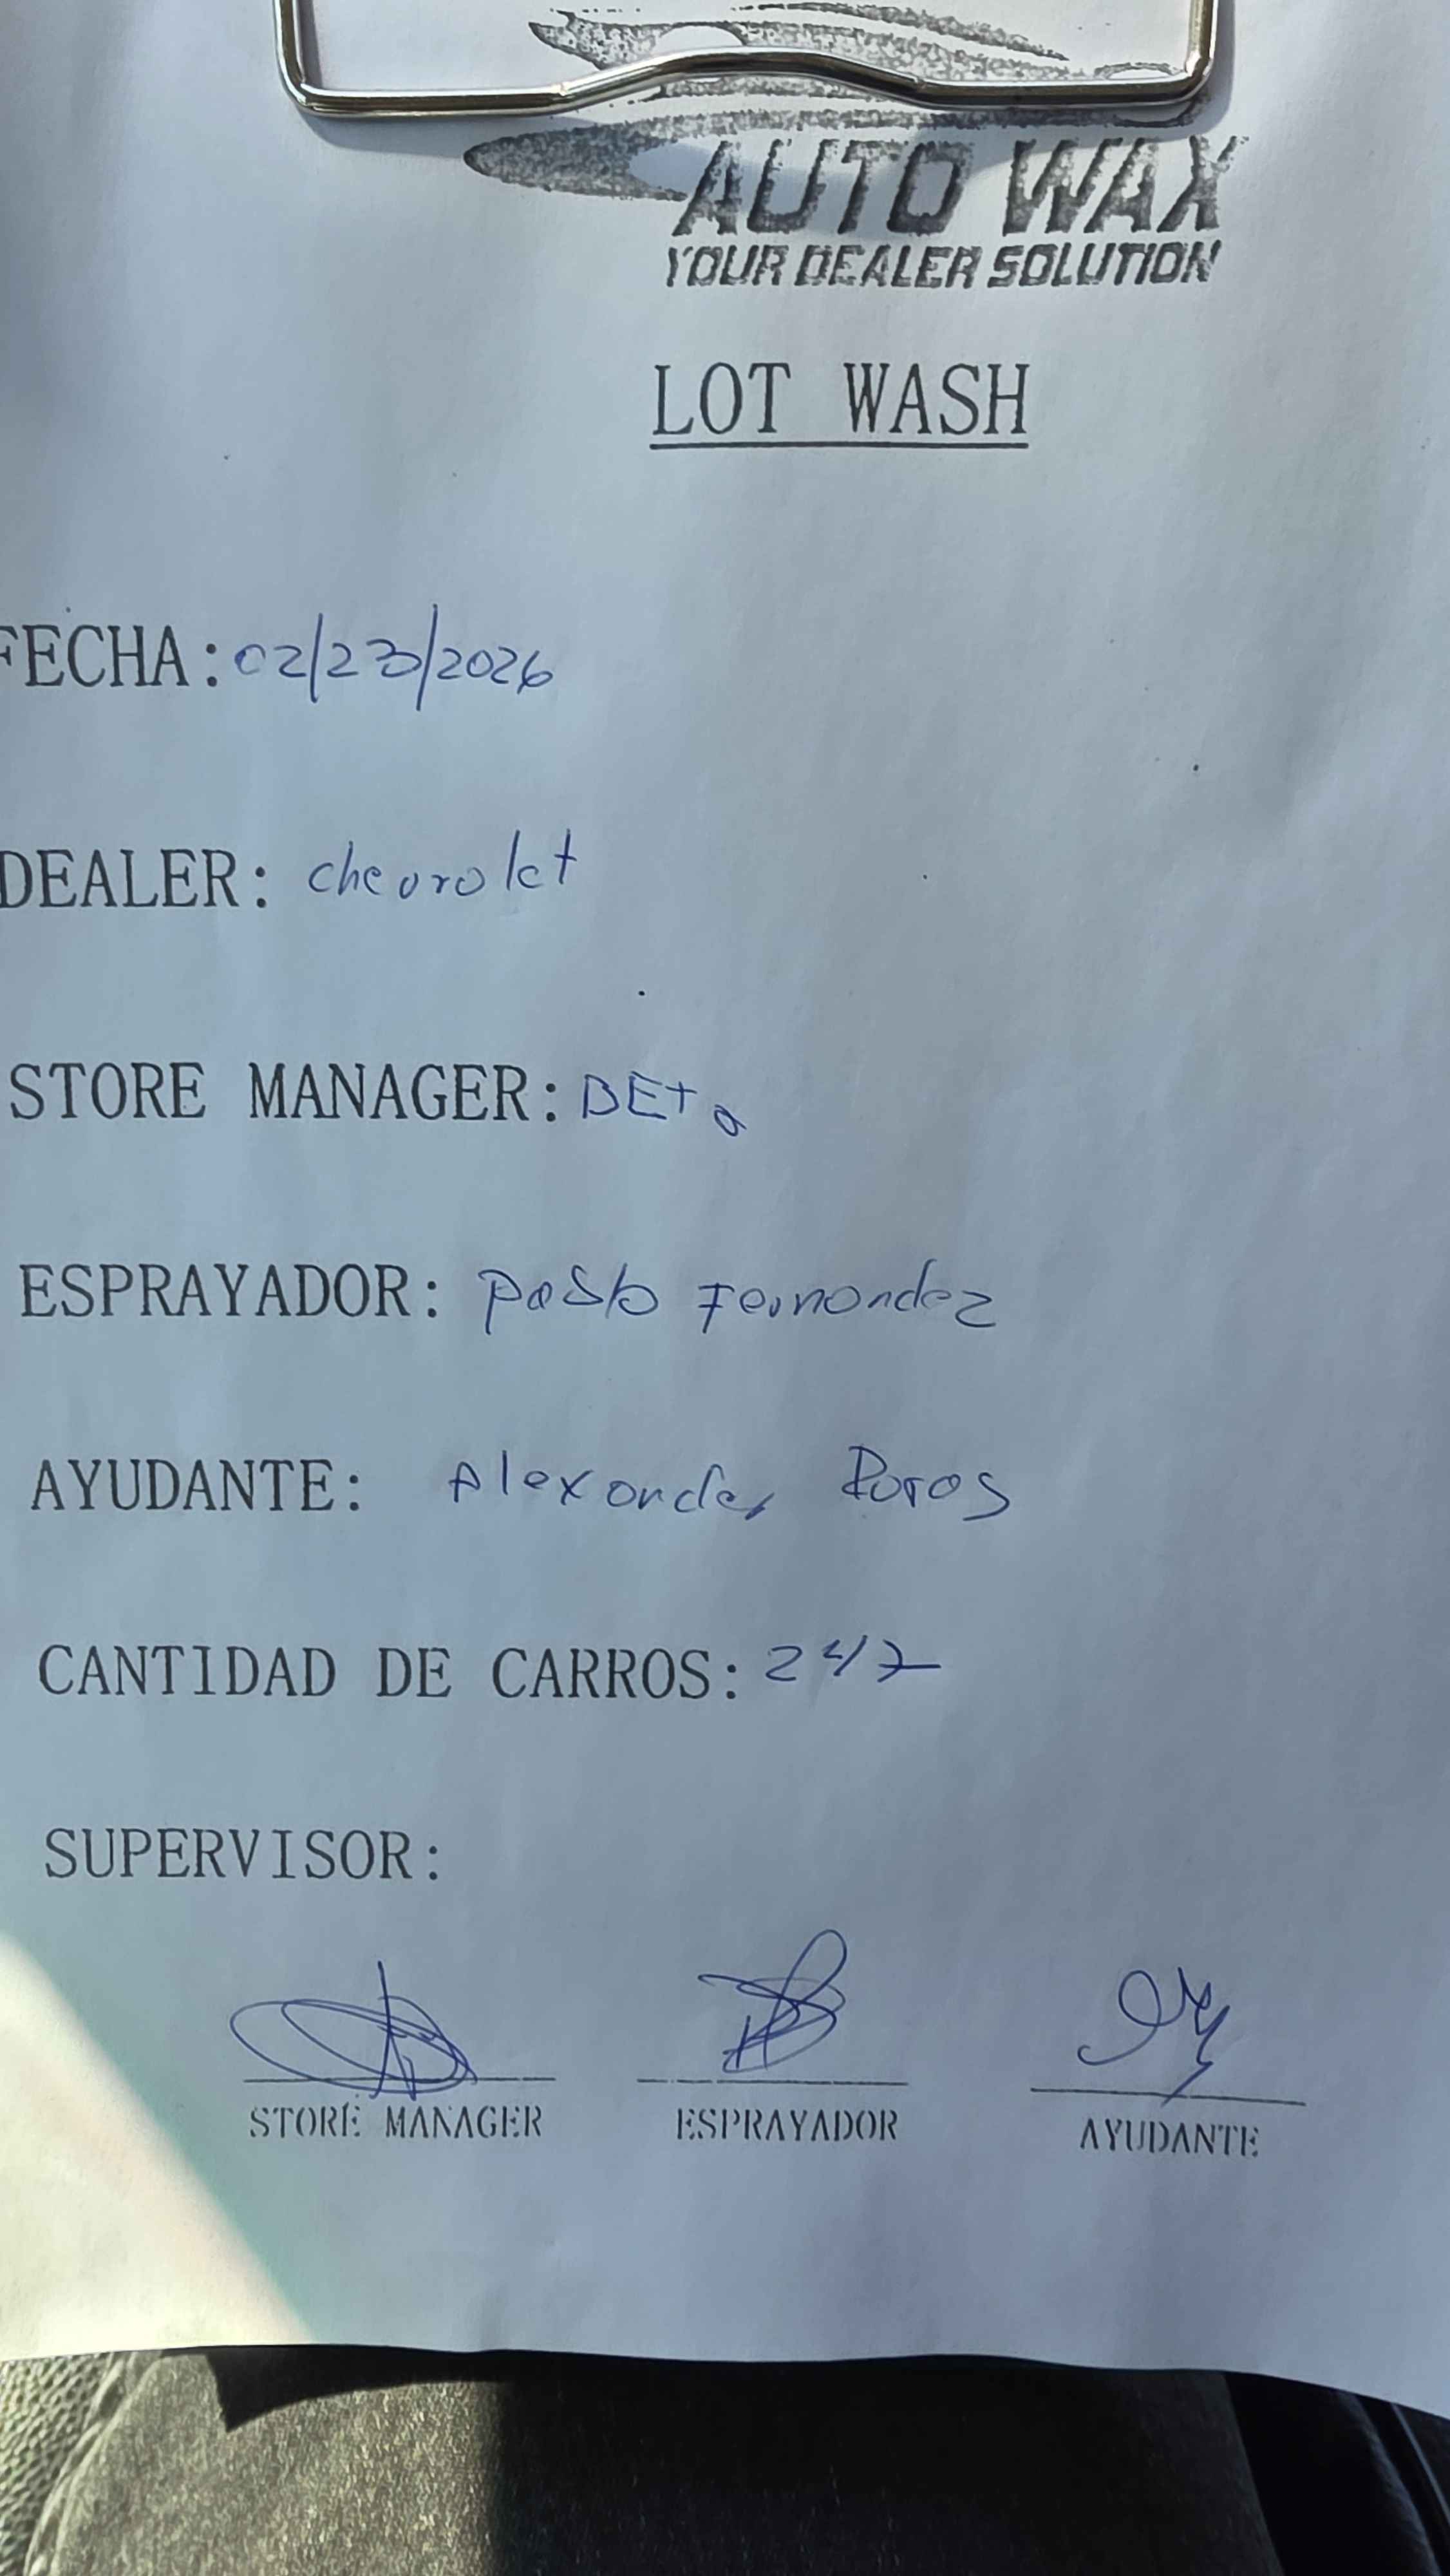 AUTO WAX
YOUR DEALER SOLUTION
LOT WASH
FECHA: 02/23/2026
DEALER: chevrolet
STORE MANAGER: BETo
ESPRAYADOR: Pablo Fernandez
AYUDANTE: Alexander
CANTIDAD DE CARROS: 247
SUPERVISOR:
STORE MANAGER ESPRAYADOR AYUDANTE